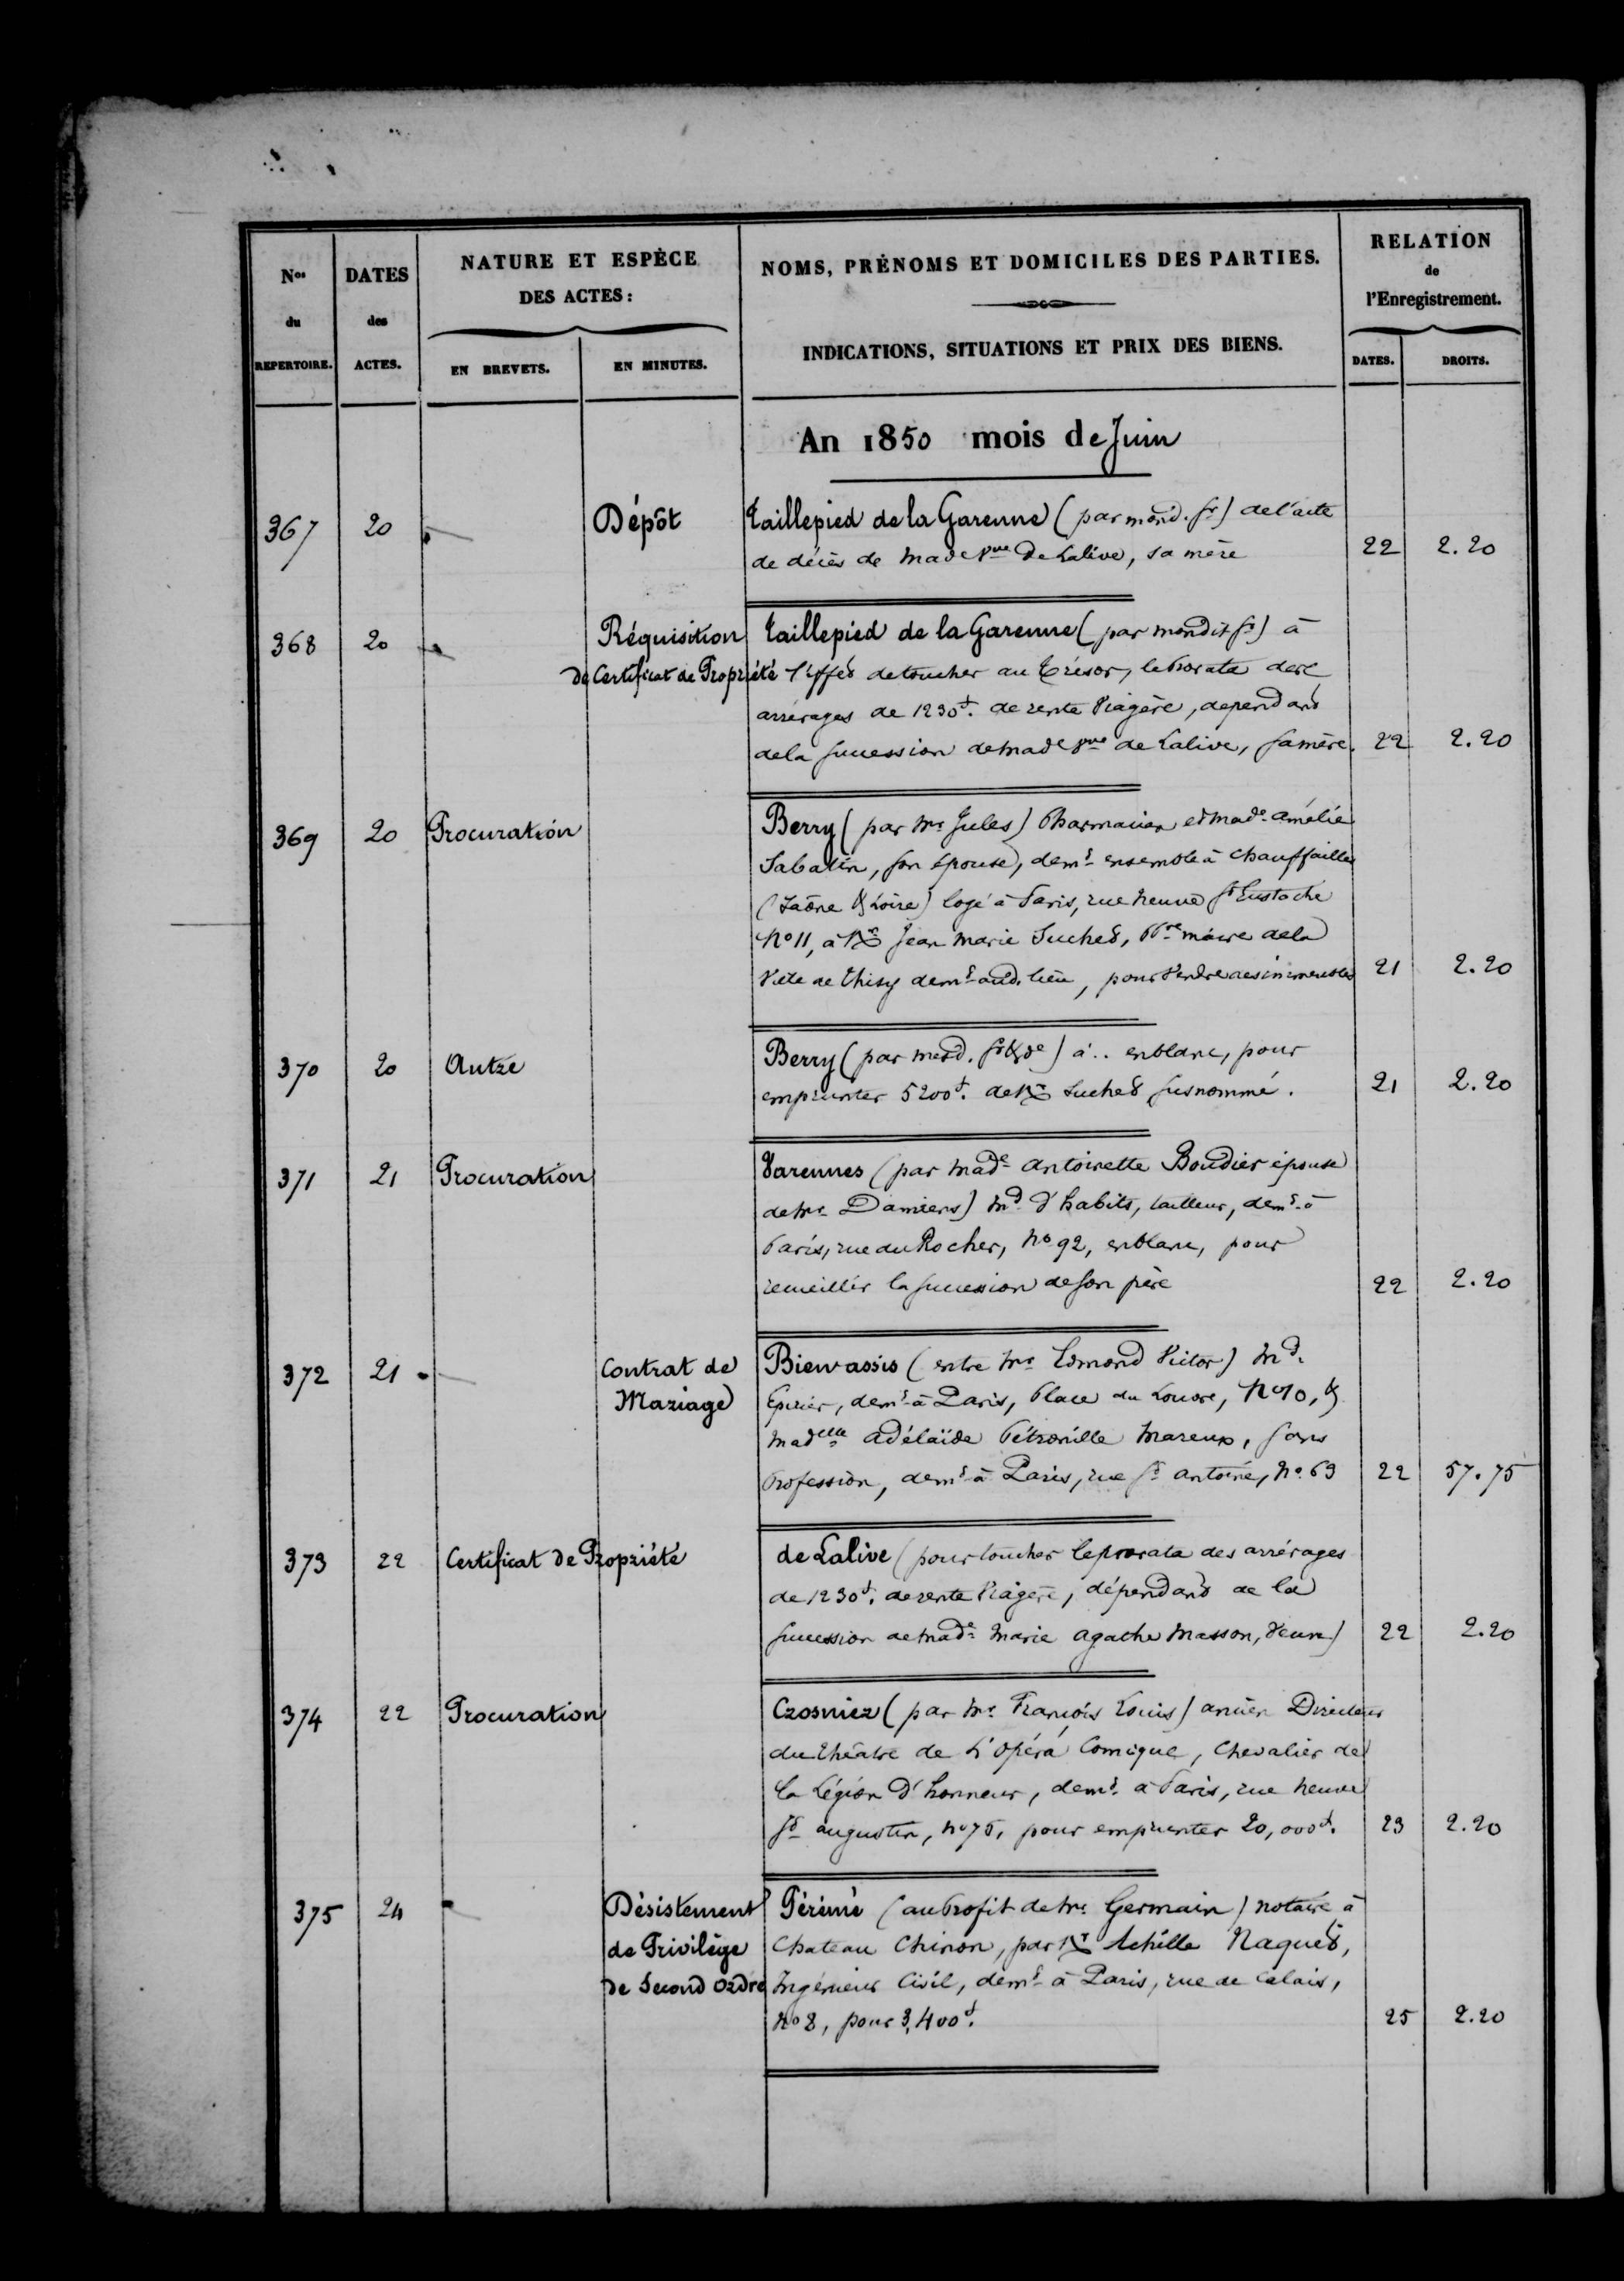 Nos du REPERTOIRE.
DATES des ACTES.
NATURE ET ESPÈCE DES ACTES:
EN BREVETS.
EN MINUTES.
NOMS, PRÉNOMS ET DOMICILES DES PARTIES.
INDICATIONS, SITUATIONS ET PRIX DES BIENS.
RELATION de l'Enregistrement.
DATES.
DROITS.
An 1850 mois de Juin
367 20 Dépôt Taillepied de la Garenne (par mond. Sr) de l'acte
de décès de Made Vve de Lalive, sa mère 22 2.20
368 20 Réquisition Taillepied de la Garenne (par mondit Sr) à
de Certificat de Propriété l'effet de toucher au Trésor, le Prorata des
arrérages de 1230f. de rente Viagère, dépendant
de la succession de Made Vve de Lalive, sa mère. 22 2.20
369 20 Procuration Berry (par Mr Jules) Pharmacien et Made Amélie
Sabatin, son épouse, demt ensemble à Chauffailles
(Saône & Loire) logé à Paris, rue Neuve St Eustache
No 11, à Mr Jean Marie Suchet, maire de la
Ville de Thisy demt aud. lieu, pour Vendre des immeubles 21 2.20
370 20 Autre Berry (par mesd. Sr & De) à .. en blanc, pour
emprunter 5200f. de Mr Suchet susnommé. 21 2.20
371 21 Procuration Varennes (par Made Antoinette Boudier épouse
de Mr Damiens) Md d'habits, tailleur, demt à
Paris, rue du Rocher, No 92, en blanc, pour
recueillir la succession de son père 22 2.20
372 21 Contrat de Bienassis (entre Mr Edmond Victor) Md
Mariage Epicier, demt à Paris, Place du Louvre, No 10, &
Madelle Adélaïde Pétronille Mareux, sans
Profession, demt à Paris, rue St Antoine, No 63 22 57.75
373 22 Certificat de Propriété de Lalive (pour toucher le prorata des arrérages
de 1230f. de rente Viagère, dépendant de la
succession de Made Marie Agathe Masson, Veuve) 22 2.20
374 22 Procuration Crosnier (par Mr François Louis) ancien Directeur
du Théâtre de L'Opéra Comique, Chevalier de
la Légion d'honneur, demt à Paris, rue Neuve
St Augustin, No 75, pour emprunter 20,000f. 23 2.20
375 24 Désistement Périmé (au Profit de Mr Germain) notaire à
de Privilège Chateau Chinon, par Mr Achille Naquet,
de Second Ordre Ingénieur Civil, demt à Paris, rue de Calais,
No 8, pour 3,400f. 25 2.20